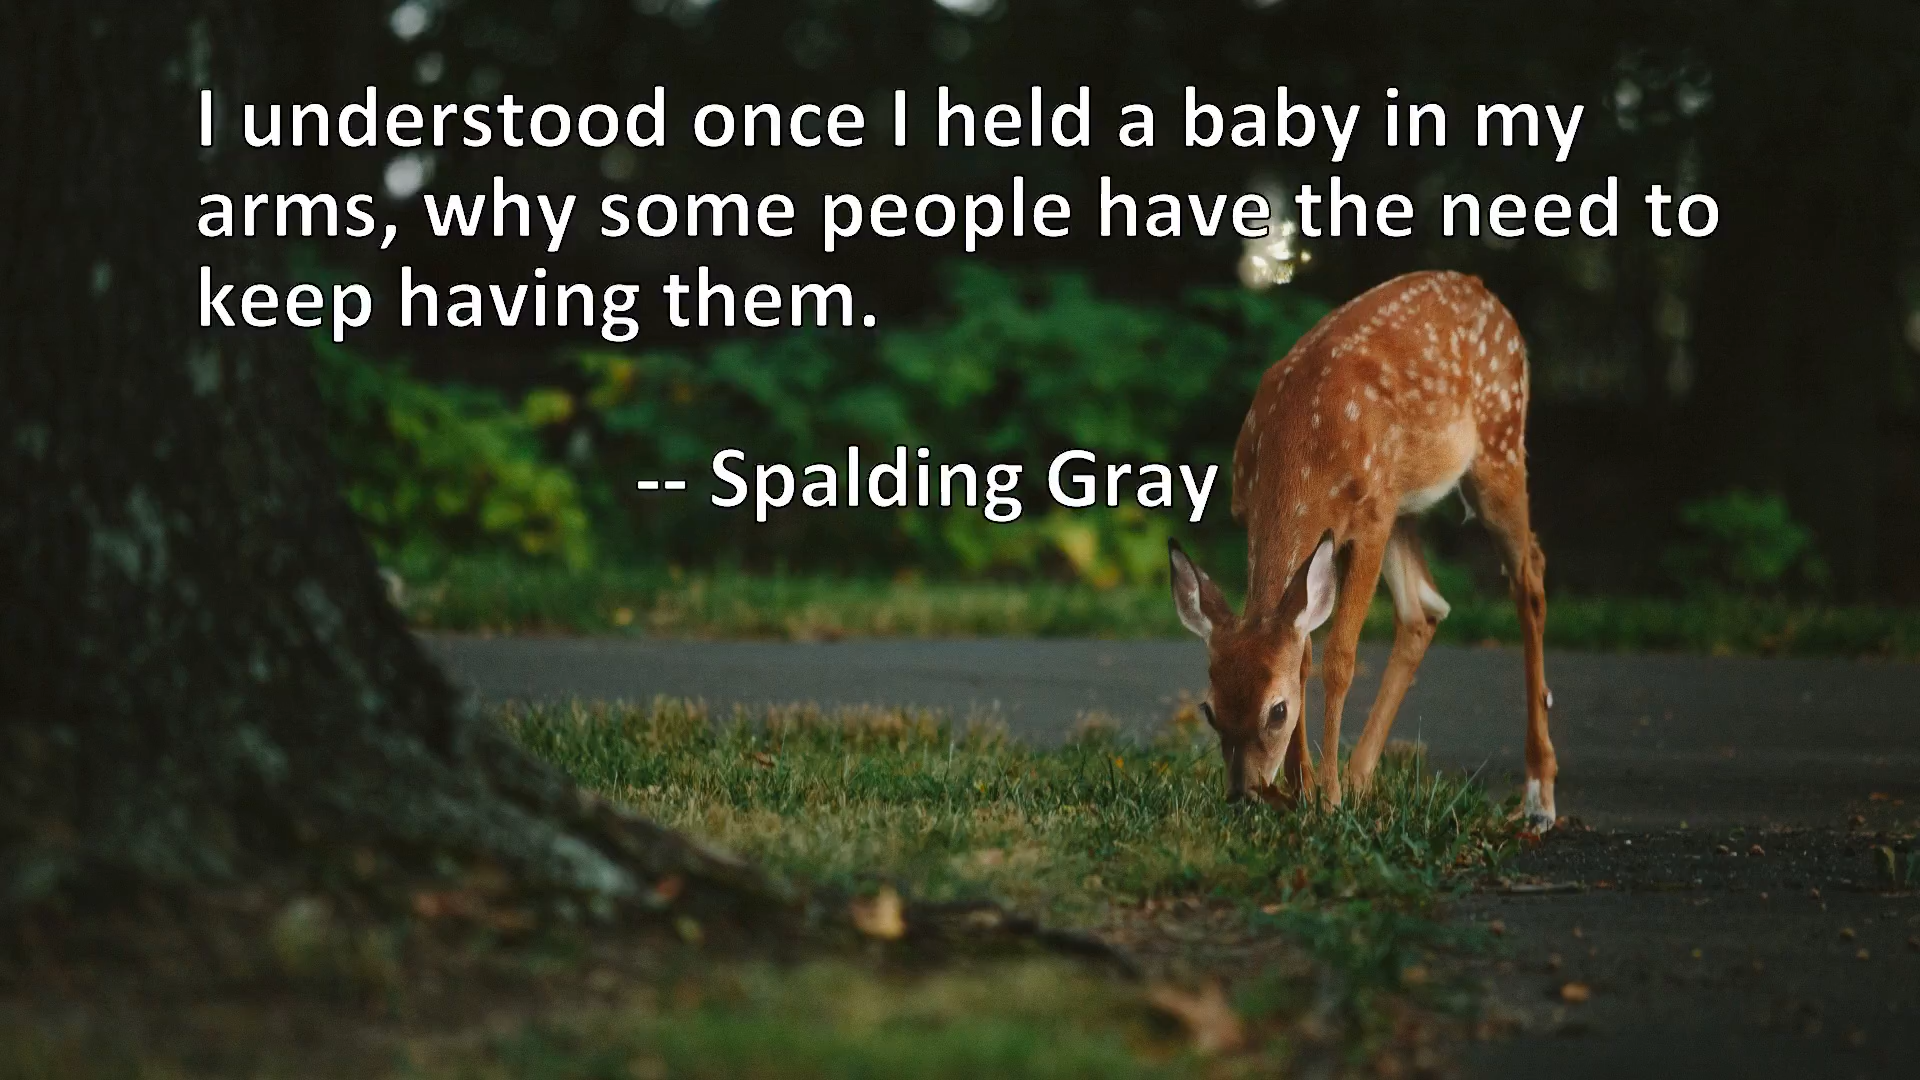 I understood once I held a baby in my
arms, why some people have the need to
keep having them.
-- Spalding Gray